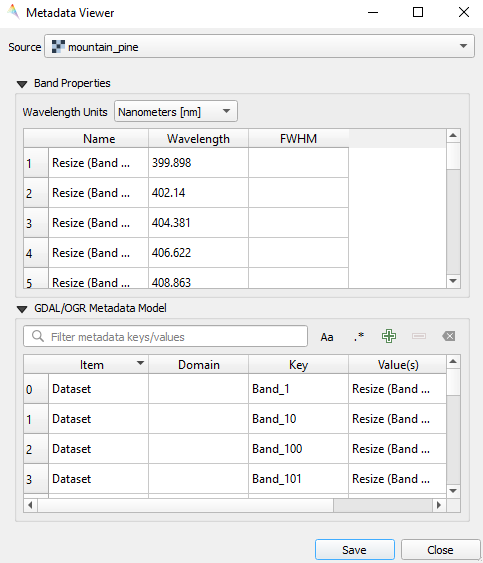 Metadata Viewer
Source mountain_pine
Band Properties
Wavelength Units Nanometers [nm]
Name Wavelength FWHM
1 Resize (Band ... 399.898
2 Resize (Band ... 402.14
3 Resize (Band ... 404.381
4 Resize (Band ... 406.622
5 Resize (Band ... 408.863
GDAL/OGR Metadata Model
Filter metadata keys/values Aa .*
Item Domain Key Value(s)
0 Dataset Band_1 Resize (Band ...
1 Dataset Band_10 Resize (Band ...
2 Dataset Band_100 Resize (Band ...
3 Dataset Band_101 Resize (Band ...
Save Close